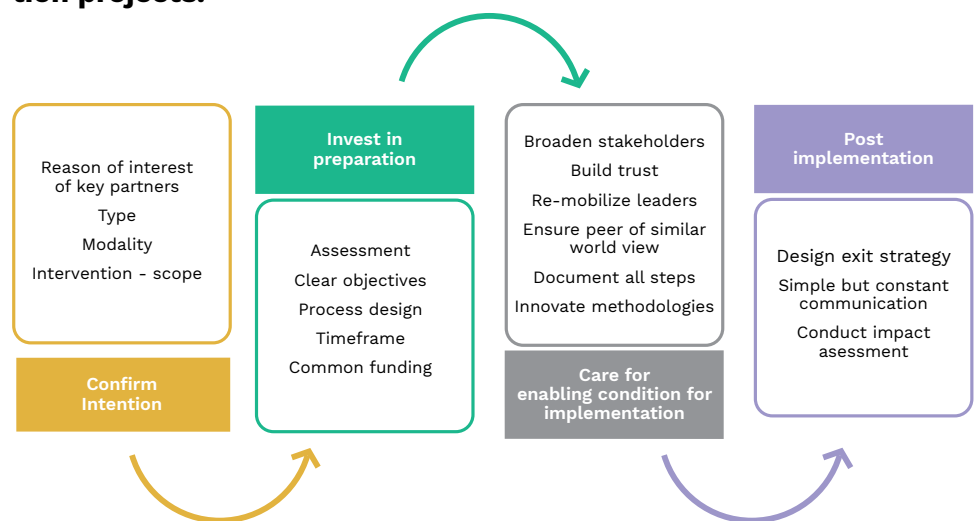 tion projects.
Reason of interest
of key partners
Type
Modality
Intervention - scope
Confirm
Intention
Invest in
preparation
Assessment
Clear objectives
Process design
Timeframe
Common funding
Broaden stakeholders
Build trust
Re-mobilize leaders
Ensure peer of similar
world view
Document all steps
Innovate methodologies
Care for
enabling condition for
implementation
Post
implementation
Design exit strategy
Simple but constant
communication
Conduct impact
asessment